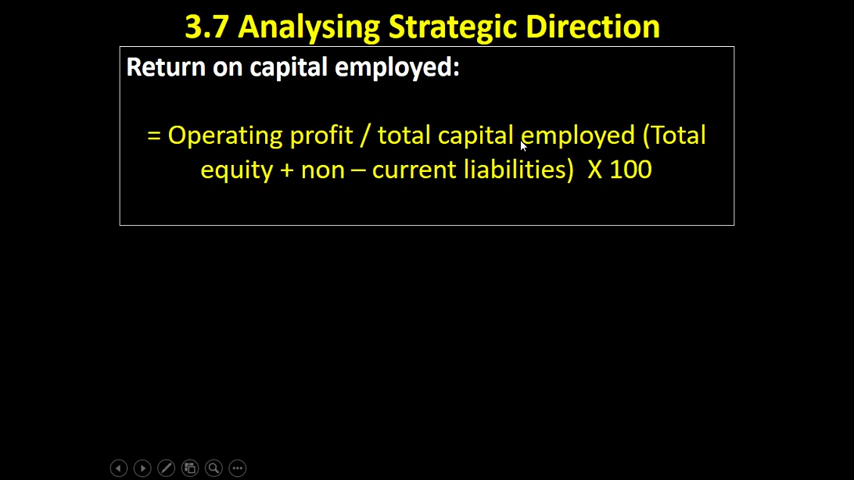 3.7 Analysing Strategic Direction
Return on capital employed:
= Operating profit / total capital employed (Total
equity + non – current liabilities)  X 100